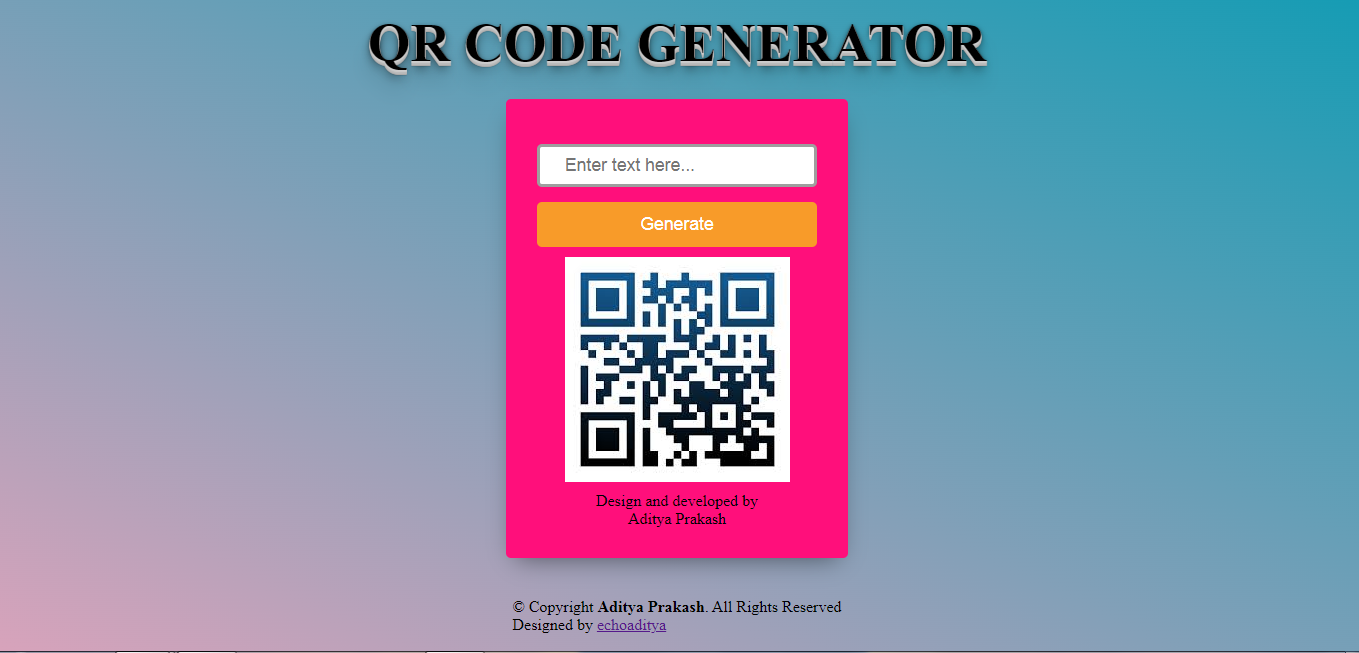 QR CODE GENERATOR
Enter text here...
Generate
Design and developed by
Aditya Prakash
© Copyright Aditya Prakash. All Rights Reserved
Designed by echoaditya